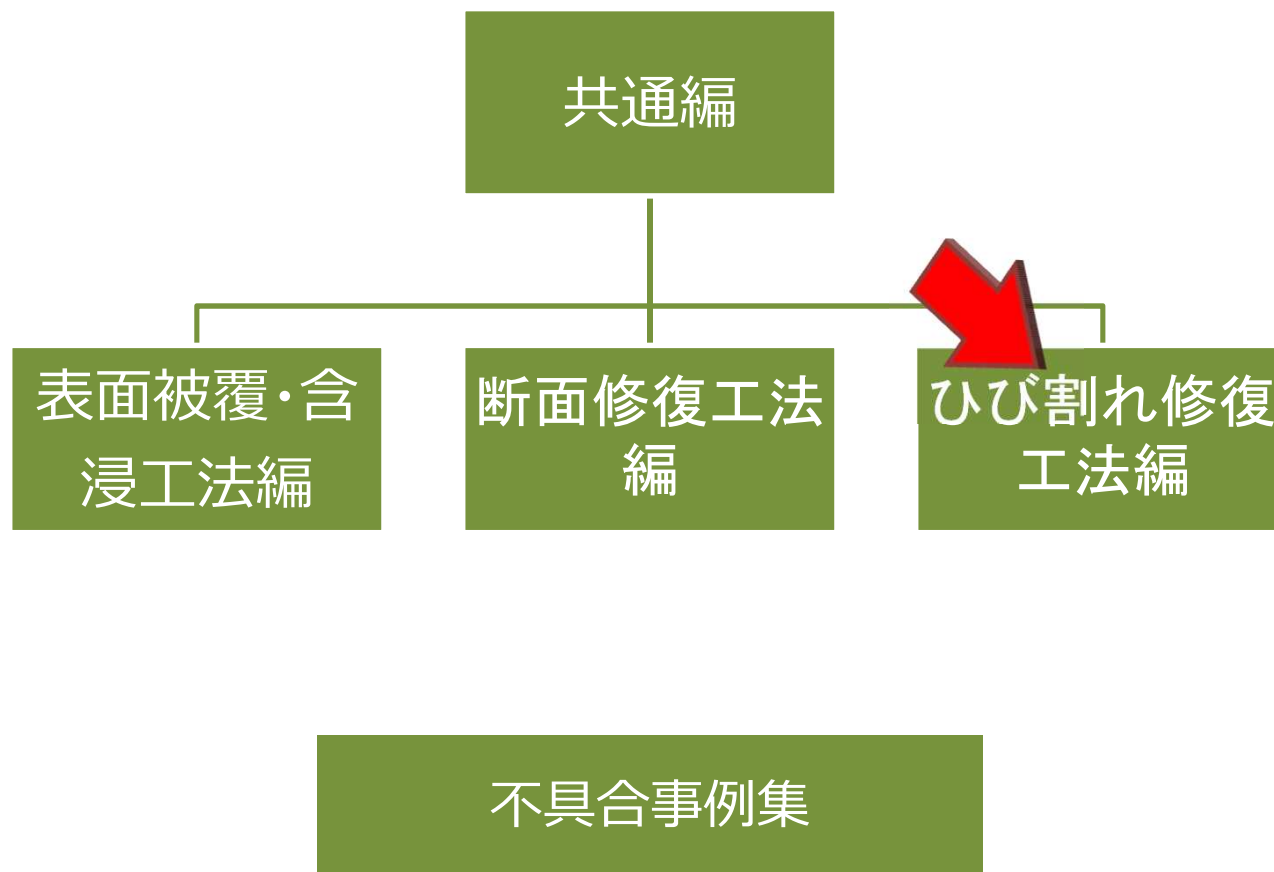 共通編
表面被覆・含
浸工法編
断面修復工法
編
ひび割れ修復
工法編
不具合事例集